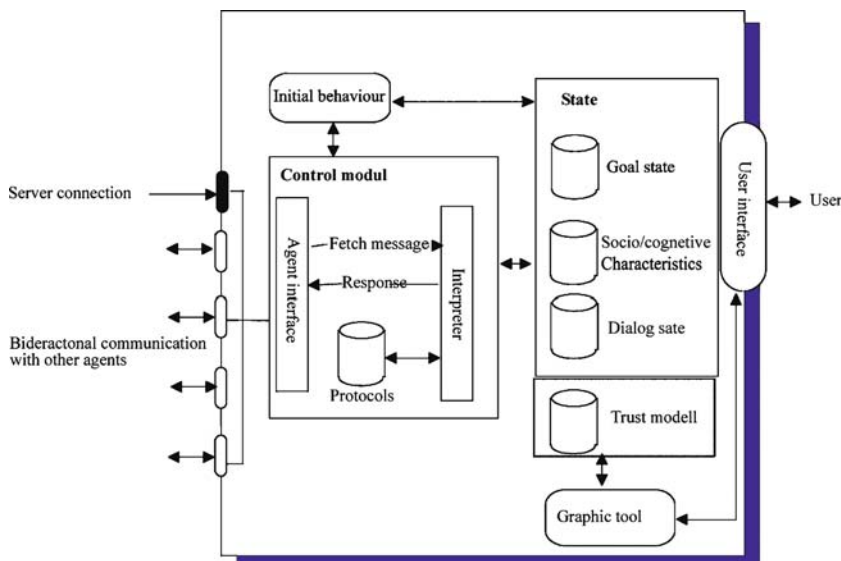 Initial behaviour
State
Goal state
Control modul
Server connection
User interface
User
Fetch message
Agent interface
Interpreter
Socio/cognetive
Characteristics
Response
Dialog sate
Bideractonal communication
with other agents
Protocols
Trust modell
Graphic tool